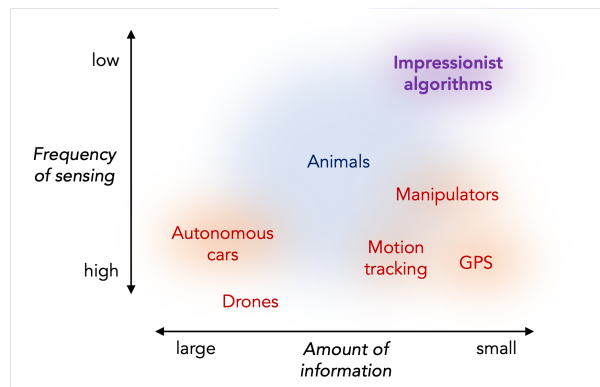 low
Impressionist
algorithms
Frequency
of sensing
Animals
Manipulators
Autonomous
cars
Motion
tracking
GPS
high
Drones
large
Amount of
information
small